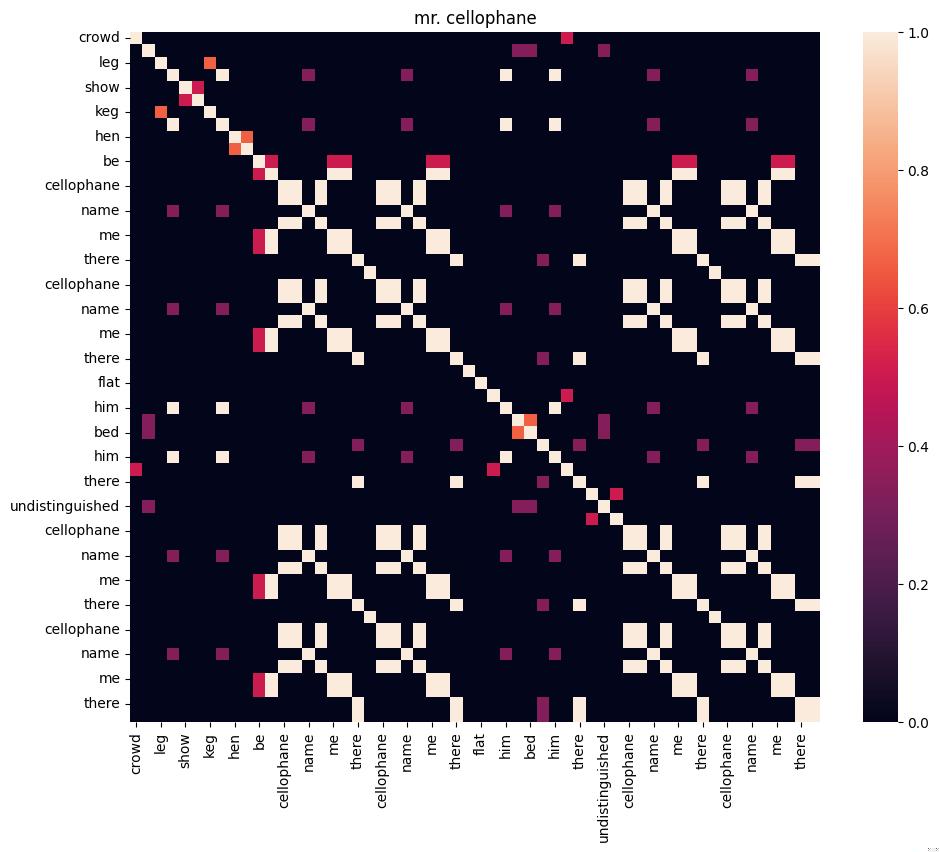 mr. cellophane
crowd
leg
show
keg
hen
be
cellophane
name
me
there
cellophane
name
me
there
flat
him
bed
him
there
undistinguished
cellophane
name
me
there
cellophane
name
me
there
1.0
0.8
0.6
0.4
0.2
0.0
crowd
leg
show
keg
hen
be
cellophane
name
me
there
cellophane
name
me
there
flat
him
bed
him
there
undistinguished
cellophane
name
me
there
cellophane
name
me
there